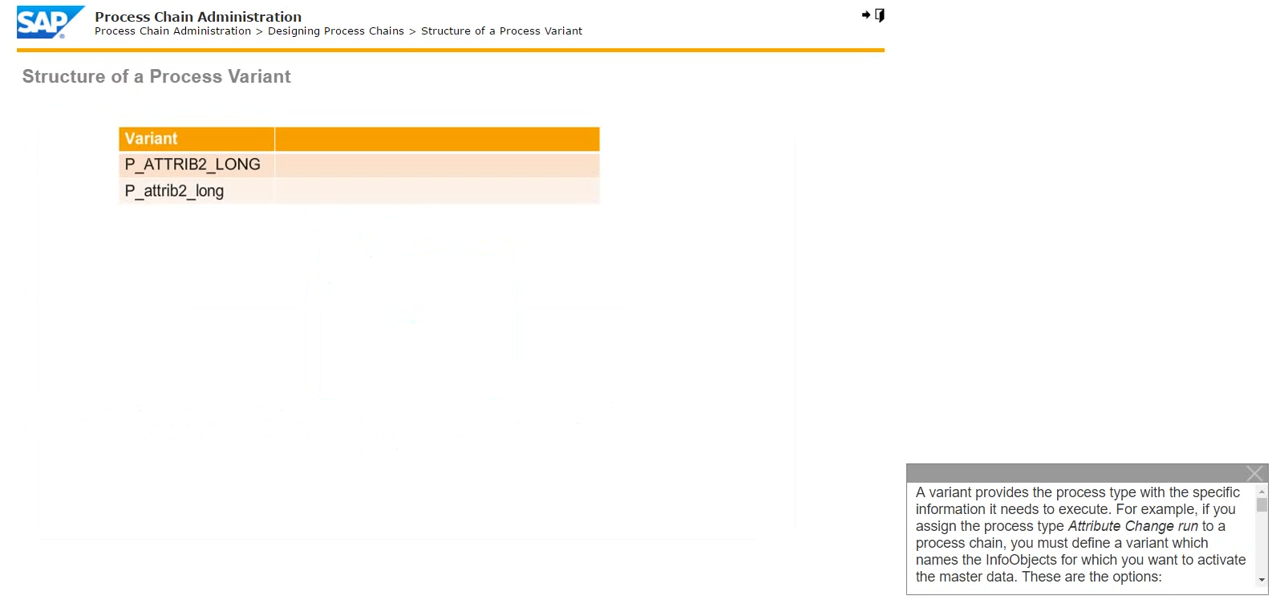 SAP
Process Chain Administration
Process Chain Administration > Designing Process Chains > Structure of a Process Variant
Structure of a Process Variant
Variant
P_ATTRIB2_LONG
P_attrib2_long
A variant provides the process type with the specific
information it needs to execute. For example, if you
assign the process type Attribute Change run to a
process chain, you must define a variant which
names the InfoObjects for which you want to activate
the master data. These are the options: